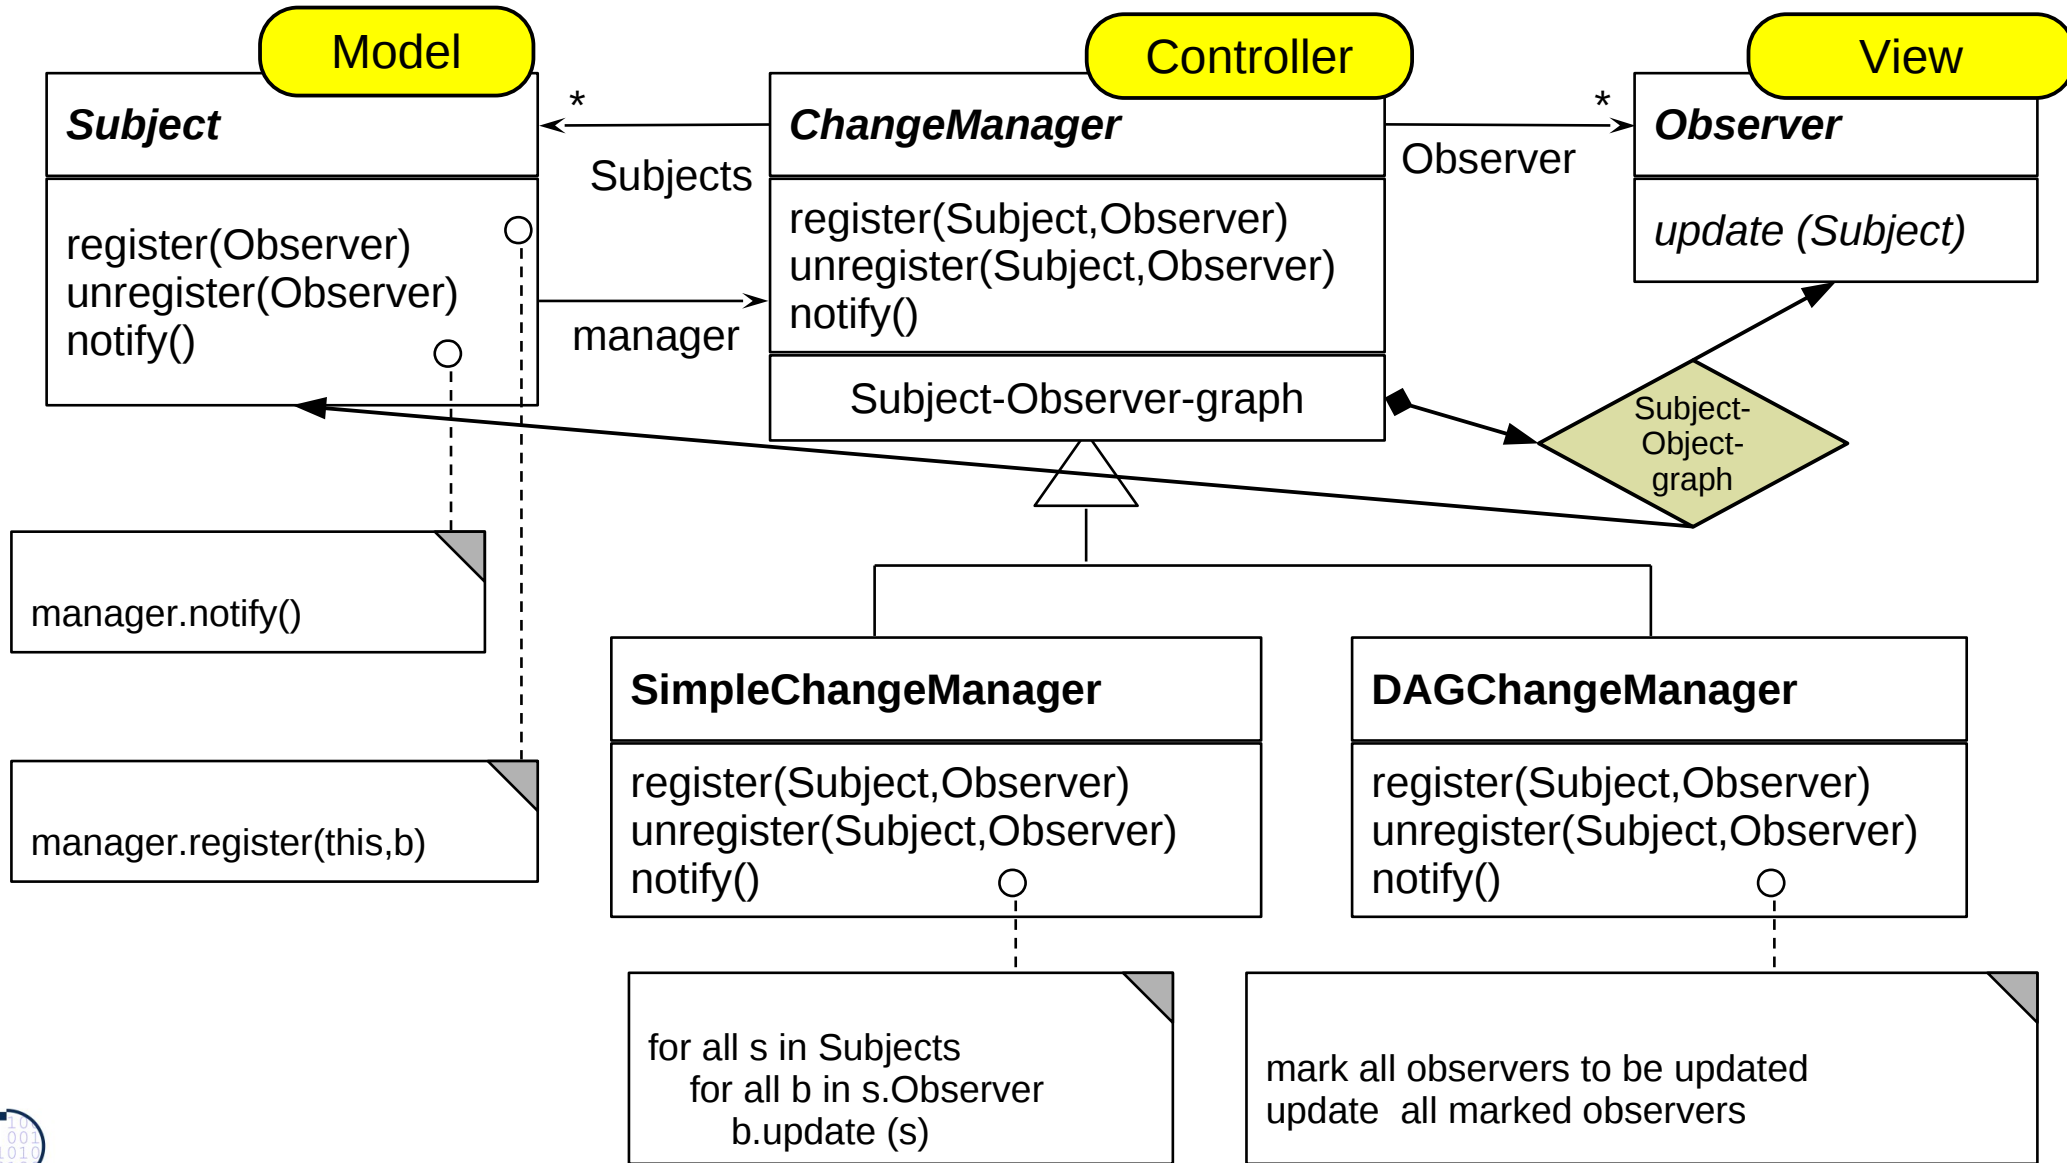 Model
Controller
View
Subject
*
Subjects
ChangeManager
Observer
*
Observer
register(Observer)
unregister(Observer)
notify()
manager
register(Subject,Observer)
unregister(Subject,Observer)
notify()
Subject-Observer-graph
update (Subject)
Subject-
Object-
graph
manager.notify()
manager.register(this,b)
SimpleChangeManager
register(Subject,Observer)
unregister(Subject,Observer)
notify()
DAGChangeManager
register(Subject,Observer)
unregister(Subject,Observer)
notify()
for all s in Subjects
for all b in s.Observer
b.update (s)
mark all observers to be updated
update  all marked observers